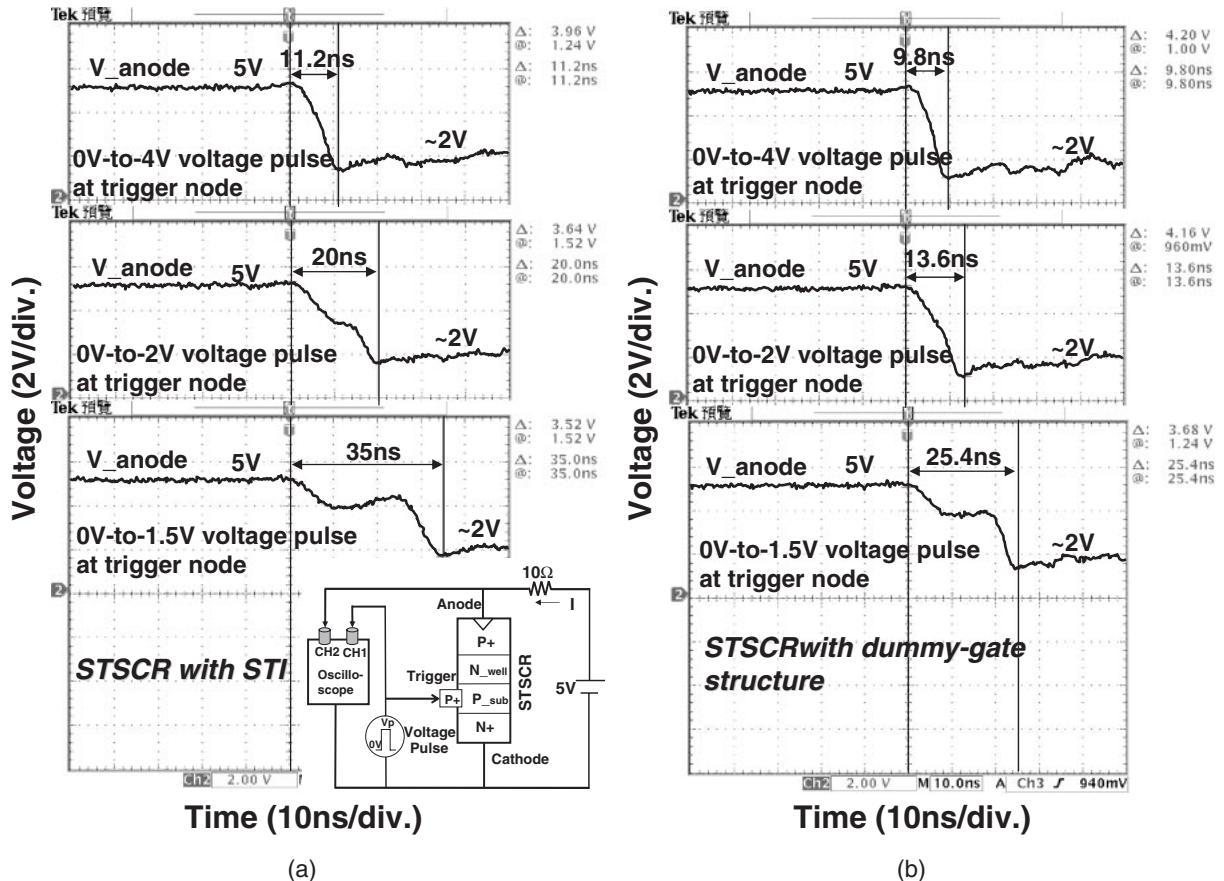 Voltage (2V/div.)
Tek 預覽
V_anode 5V
11.2ns
~2V
0V-to-4V voltage pulse
at trigger node
Δ: 3.96 V
@: 1.24 V
Δ: 11.2ns
@: 11.2ns
2
Tek 預覽
V_anode 5V
20ns
~2V
0V-to-2V voltage pulse
at trigger node
Δ: 3.64 V
@: 1.52 V
Δ: 20.0ns
@: 20.0ns
2
Tek 預覽
V_anode 5V
35ns
~2V
0V-to-1.5V voltage pulse
at trigger node
Δ: 3.52 V
@: 1.52 V
Δ: 35.0ns
@: 35.0ns
2
STSCR with STI
10Ω
I
Anode
P+
N_well
P_sub
N+
STSCR
Trigger
P+
CH2 CH1
Oscillo-
scope
Vp
0V
Voltage
Pulse
5V
Cathode
Ch2 2.00 V
Time (10ns/div.)
(a)
Voltage (2V/div.)
Tek 預覽
V_anode 5V
9.8ns
~2V
0V-to-4V voltage pulse
at trigger node
Δ: 4.20 V
@: 1.00 V
Δ: 9.80ns
@: 9.80ns
2
Tek 預覽
V_anode 5V
13.6ns
~2V
0V-to-2V voltage pulse
at trigger node
Δ: 4.16 V
@: 960mV
Δ: 13.6ns
@: 13.6ns
2
Tek 預覽
V_anode 5V
25.4ns
~2V
0V-to-1.5V voltage pulse
at trigger node
Δ: 3.68 V
@: 1.24 V
Δ: 25.4ns
@: 25.4ns
2
STSCRwith dummy-gate
structure
Ch2 2.00 V M 10.0ns A Ch3 ƒ 940mV
Time (10ns/div.)
(b)